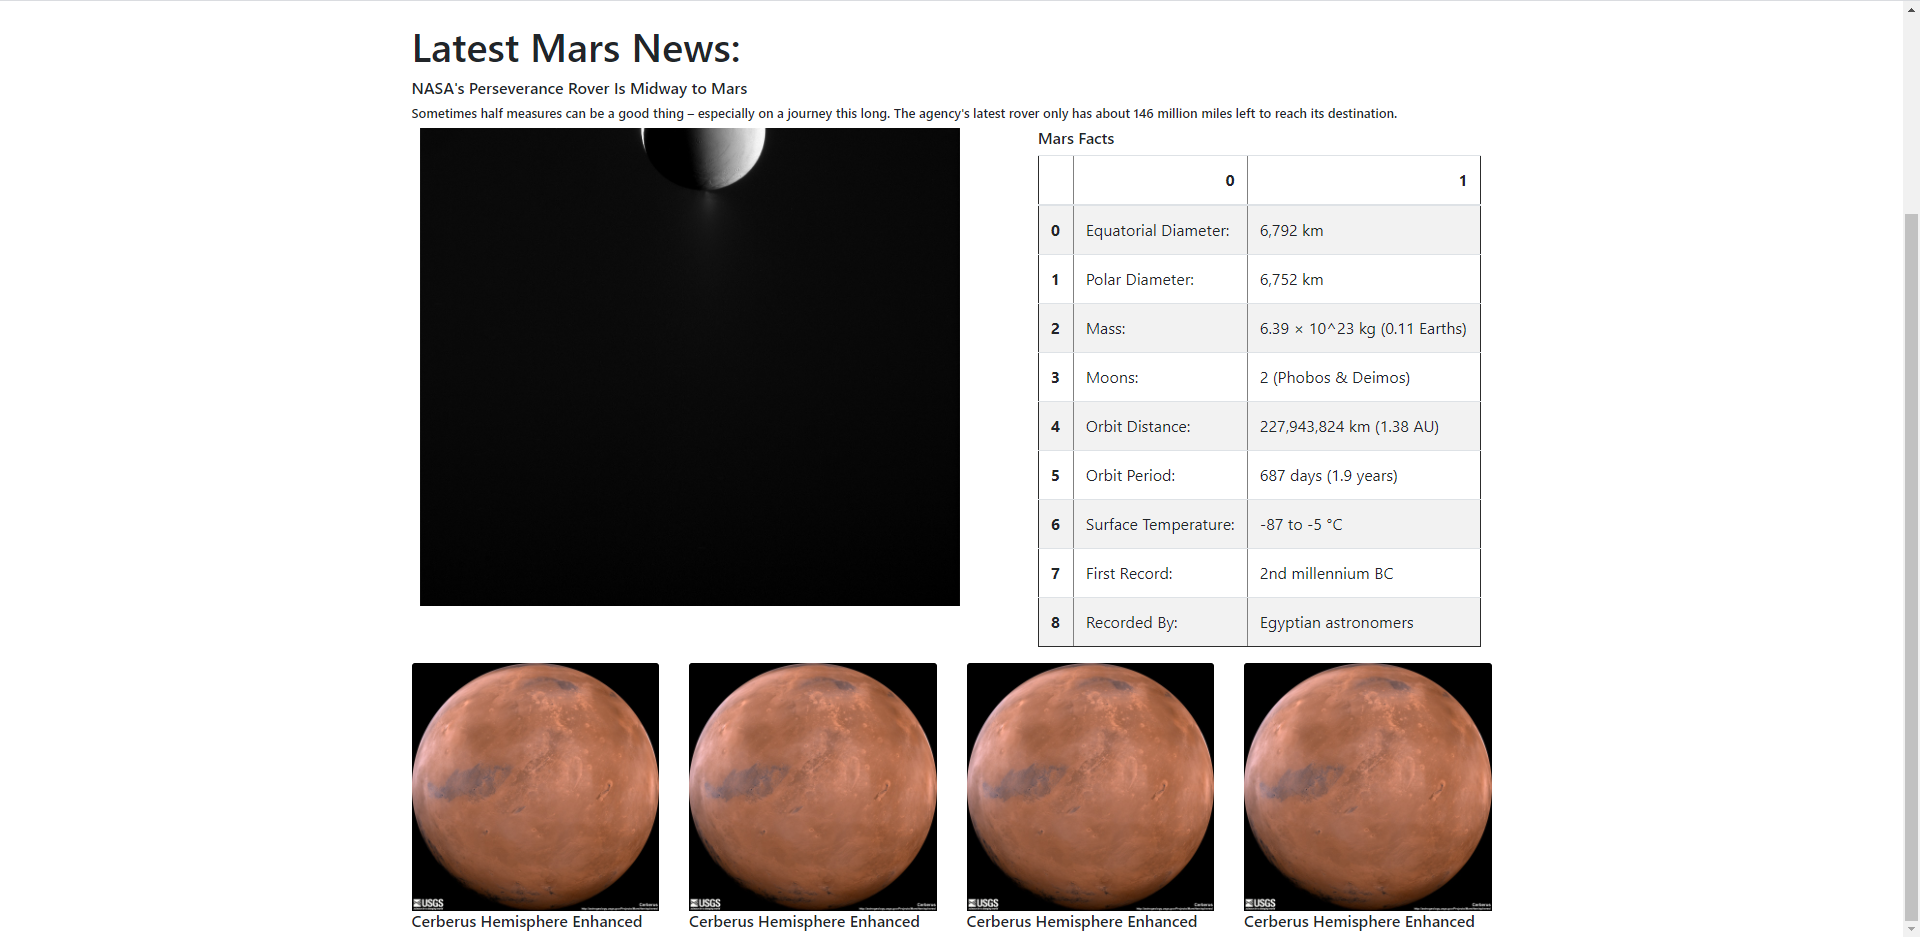 Latest Mars News:
NASA's Perseverance Rover Is Midway to Mars
Sometimes half measures can be a good thing – especially on a journey this long. The agency's latest rover only has about 146 million miles left to reach its destination.
Mars Facts
0 1
0 Equatorial Diameter: 6,792 km
1 Polar Diameter: 6,752 km
2 Mass: 6.39 × 10^23 kg (0.11 Earths)
3 Moons: 2 (Phobos & Deimos)
4 Orbit Distance: 227,943,824 km (1.38 AU)
5 Orbit Period: 687 days (1.9 years)
6 Surface Temperature: -87 to -5 °C
7 First Record: 2nd millennium BC
8 Recorded By: Egyptian astronomers
USGS Cerberus USGS Cerberus USGS Cerberus USGS Cerberus
Cerberus Hemisphere Enhanced Cerberus Hemisphere Enhanced Cerberus Hemisphere Enhanced Cerberus Hemisphere Enhanced